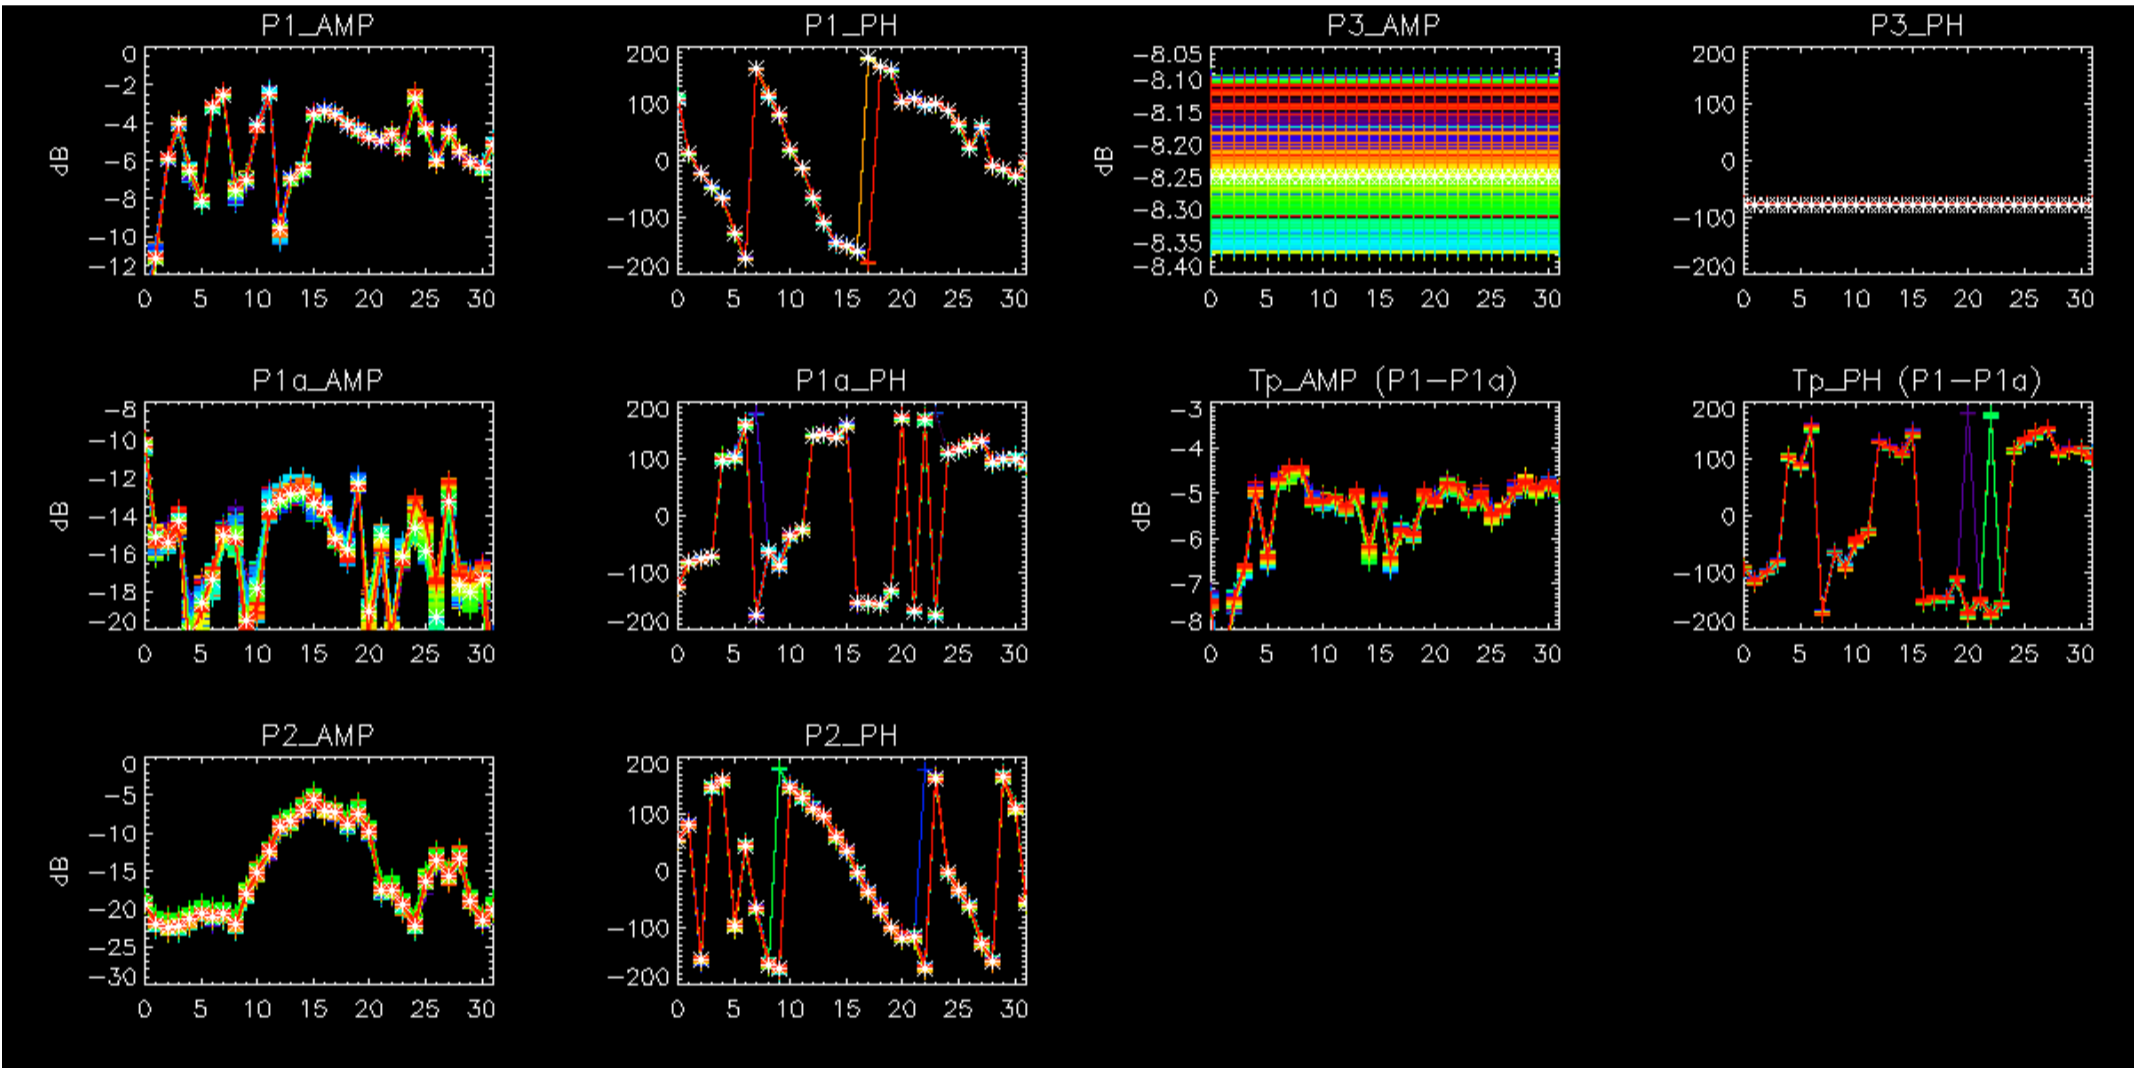 P1_AMP
0
-2
-4
-6
-8
-10
-12
dB
0 5 10 15 20 25 30
P1_PH
200
100
0
-100
-200
0 5 10 15 20 25 30
P3_AMP
-8.05
-8.10
-8.15
-8.20
-8.25
-8.30
-8.35
-8.40
dB
0 5 10 15 20 25 30
P3_PH
200
100
0
-100
-200
0 5 10 15 20 25 30
P1a_AMP
-8
-10
-12
-14
-16
-18
-20
dB
0 5 10 15 20 25 30
P1a_PH
200
100
0
-100
-200
0 5 10 15 20 25 30
Tp_AMP (P1-P1a)
-3
-4
-5
-6
-7
-8
dB
0 5 10 15 20 25 30
Tp_PH (P1-P1a)
200
100
0
-100
-200
0 5 10 15 20 25 30
P2_AMP
0
-5
-10
-15
-20
-25
-30
dB
0 5 10 15 20 25 30
P2_PH
200
100
0
-100
-200
0 5 10 15 20 25 30